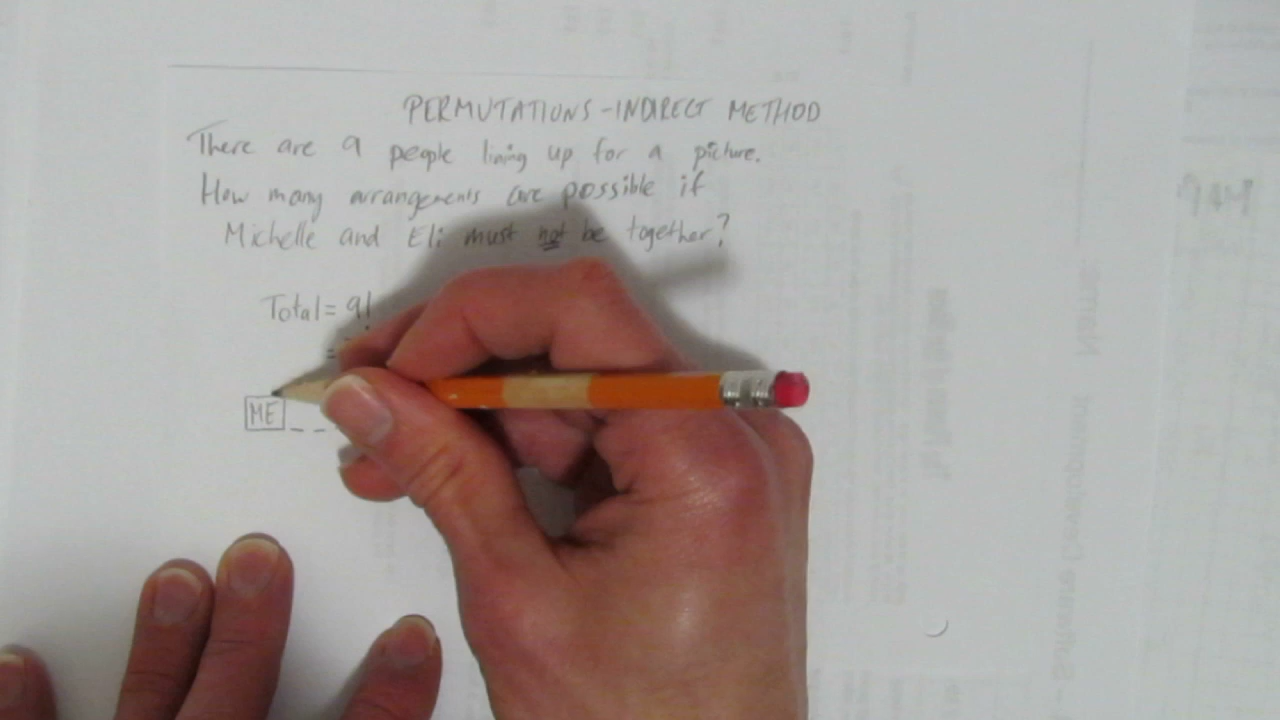 PERMUTATIONS-INDIRECT METHOD
There are 9 people lining up for a picture.
How many arrangements are possible if
Michelle and Eli must not be together?
Total = 9!
=
ME